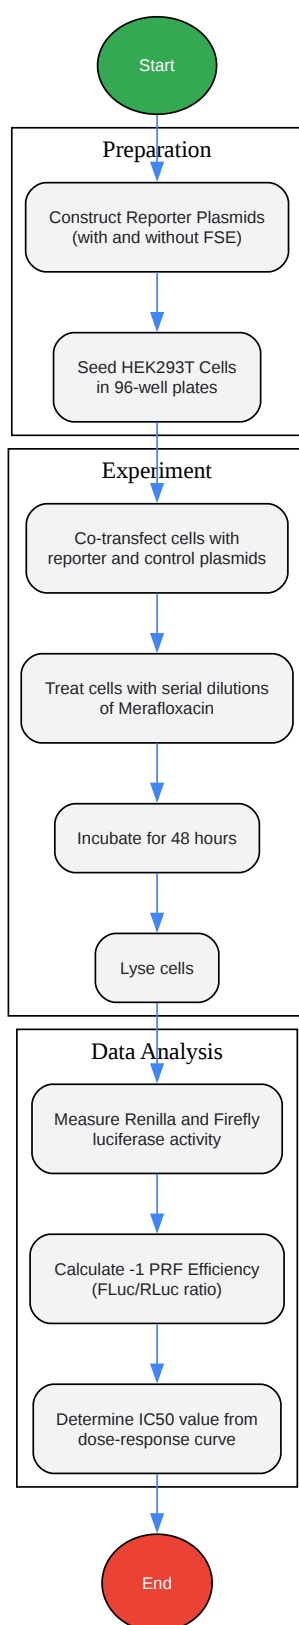 Start
Preparation
Construct Reporter Plasmids
(with and without FSE)
Seed HEK293T Cells
in 96-well plates
Experiment
Co-transfect cells with
reporter and control plasmids
Treat cells with serial dilutions
of Merafloxacin
Incubate for 48 hours
Lyse cells
Data Analysis
Measure Renilla and Firefly
luciferase activity
Calculate -1 PRF Efficiency
(FLuc/RLuc ratio)
Determine IC50 value from
dose-response curve
End